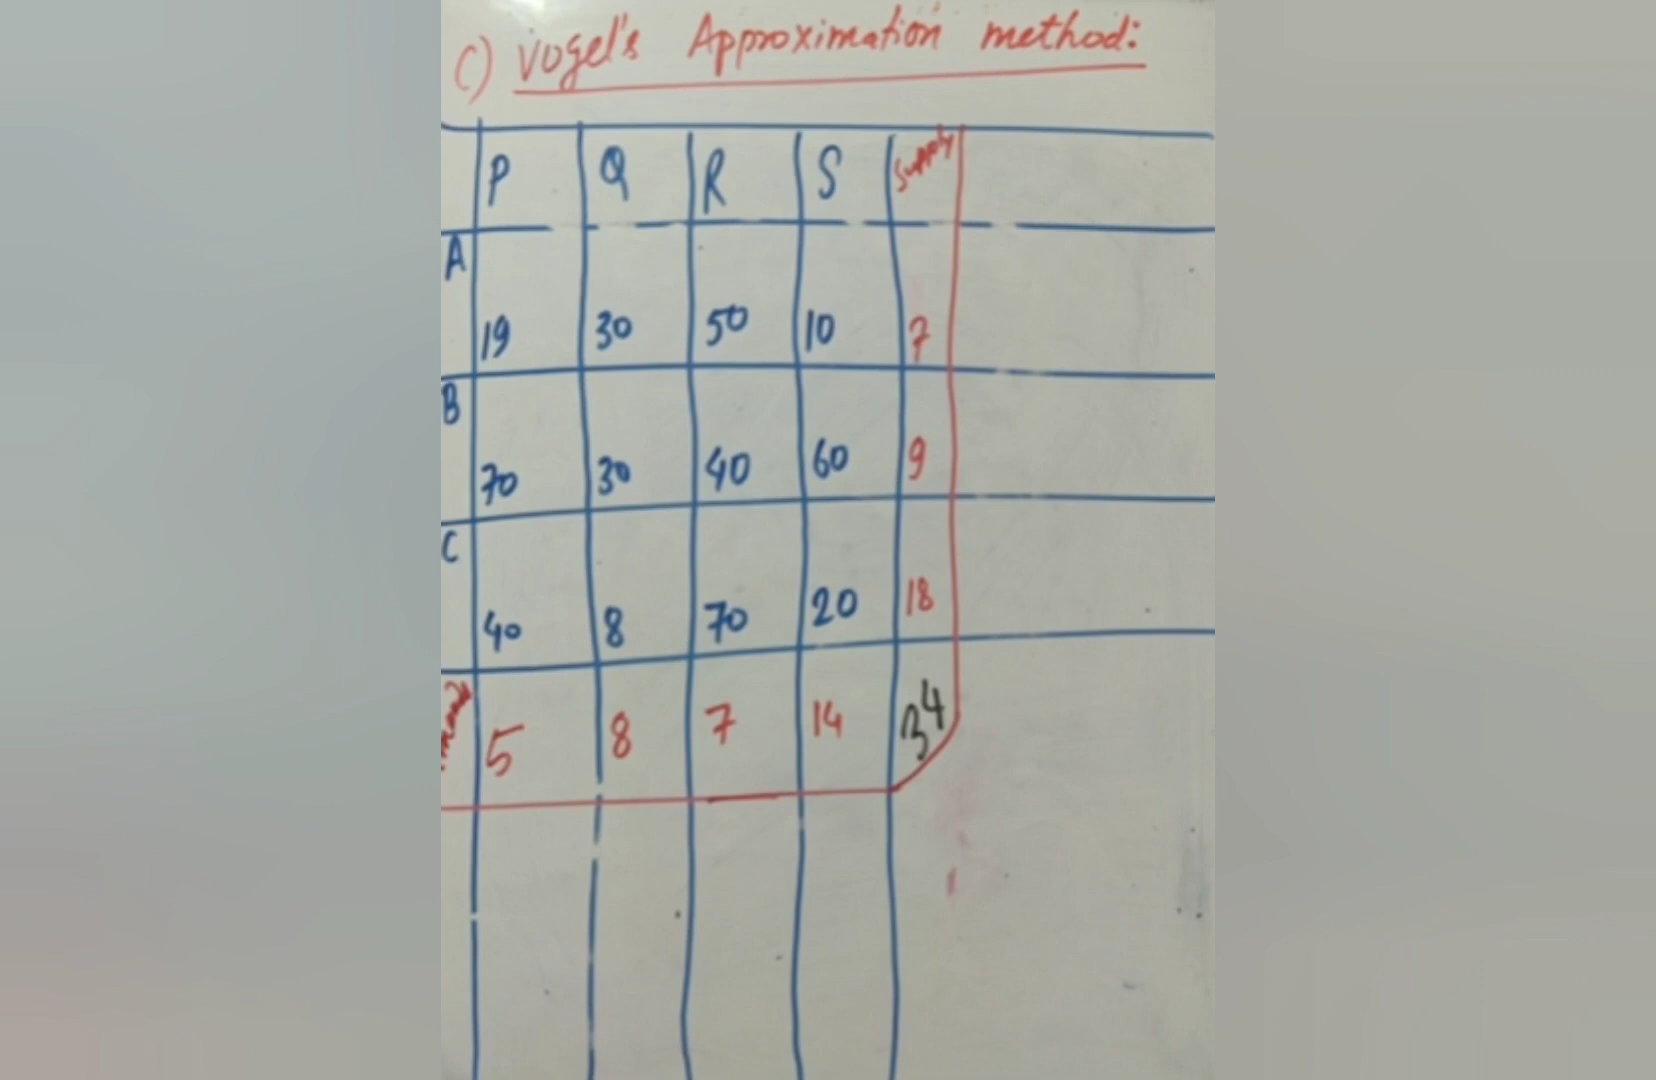 C) Vogel's Approximation method:
P Q R S Supply
A
19 30 50 10 7
B
70 30 40 60 9
C
40 8 70 20 18
5 8 7 14 34